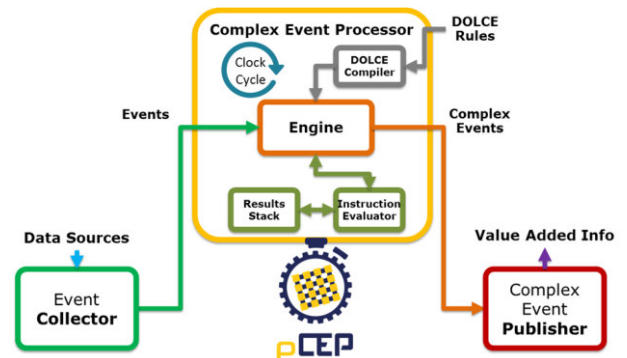 Complex Event Processor
DOLCE
Rules
Clock
Cycle
DOLCE
Compiler
Events
Engine
Complex
Events
Results
Stack
Instruction
Evaluator
Data Sources
Value Added Info
Event
Collector
Complex
Event
Publisher
µCEP